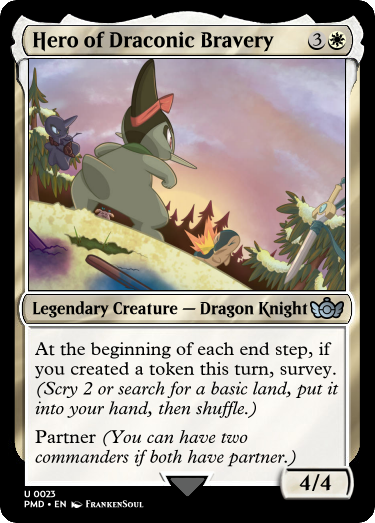 Hero of Draconic Bravery 3
Legendary Creature — Dragon Knight
At the beginning of each end step, if
you created a token this turn, survey.
(Scry 2 or search for a basic land, put it
into your hand, then shuffle.)
Partner (You can have two
commanders if both have partner.)
4/4
U 0023
PMD • EN FrankenSoul